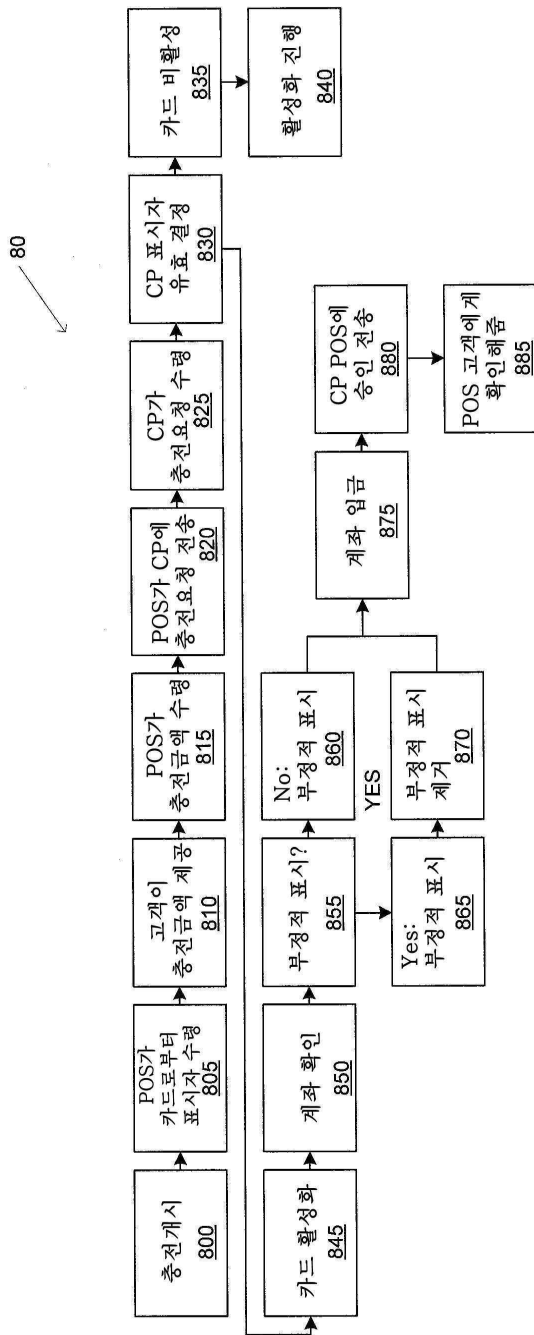 80
충전개시
800
POS가
카드로부터
표시자 수령
805
고객이
충전금액 제공
810
POS가
충전금액 수령
815
POS가 CP에
충전요청 전송
820
CP가
충전요청 수령
825
CP 표시자
유효 결정
830
카드 비활성
835
활성화 진행
840
카드 활성화
845
계좌 확인
850
부정적 표시?
855
No:
부정적 표시
860
YES
Yes:
부정적 표시
865
부정적 표시
제거
870
계좌 입금
875
CP POS에
승인 전송
880
POS 고객에게
확인해줌
885